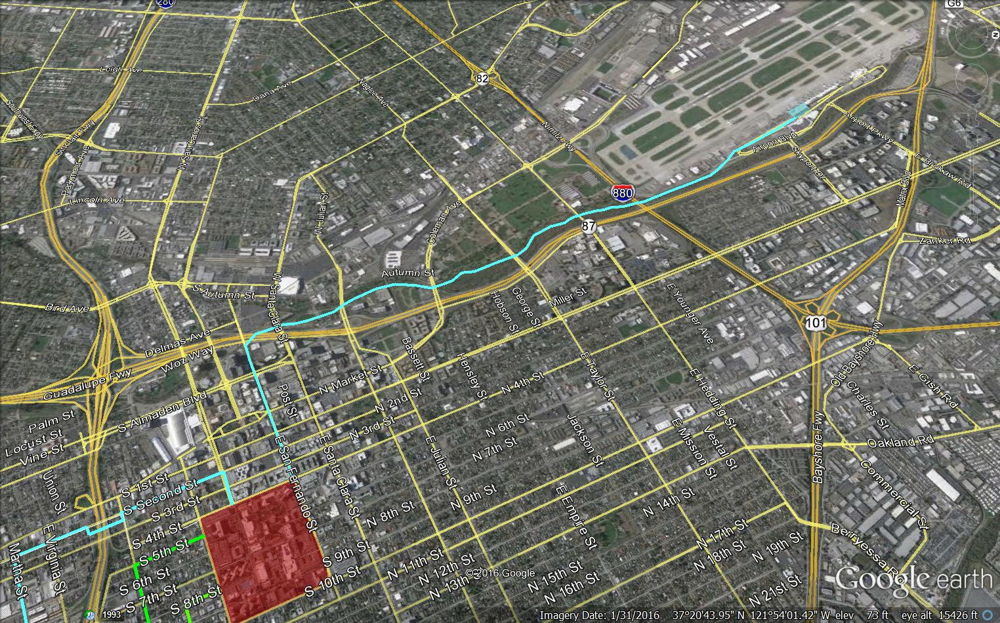 280
G6
N
Leigh Ave
Dana Ave
Naglee Ave
82
Southwest Expy
Sinclair Fwy
W San Carlos St
Parkmoor Ave
Nimitz Fwy
Airport Pkwy
Airport Blvd
Skyport Dr
E Brokaw Rd
Matrix Blvd
Lincoln Ave
W Julian St
Coleman Ave
880
87
Zanker Rd
Autumn St
S Autumn St
W Santa Clara St
Bird Ave
Hobson St
George St
Miller St
E Younger Ave
101
Old Bayshore Hwy
Delmas Ave
Woz Way
Guadalupe Fwy
Bassett St
Hensley St
E Taylor St
E Hedding St
Charles St
E Gish Rd
N Market St
N 2nd St
N 3rd St
N 4th St
Post St
S Almaden Blvd
Palm St
Locust St
Vine St
N 6th St
N 7th St
Jackson St
E Mission St
Vestal St
Bayshore Fwy
Oakland Rd
Commercial St
E San Fernando St
E Santa Clara St
E Julian St
Union St
S 1st St
S Second St
S 3rd St
S 4th St
S 5th St
S 6th St
S 7th St
S 8th St
S 9th St
S 10th St
N 8th St
N 9th St
E Empire St
N 11th St
N 12th St
N 13th St
N 14th St
N 15th St
N 16th St
N 17th St
N 18th St
N 19th St
N 21st St
Berryessa Rd
Martha St
E Virginia St
©2016 Google
Google earth
1993
Imagery Date: 1/31/2016 37°20'43.95" N 121°54'01.42" W elev 73 ft eye alt 15426 ft